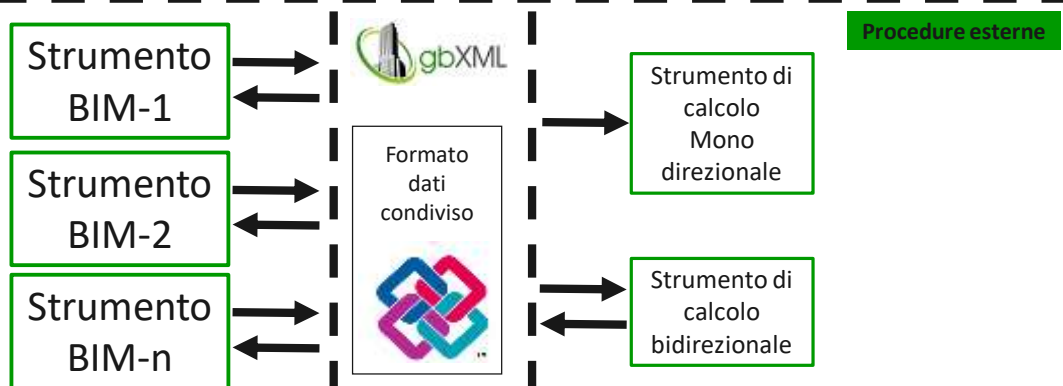 Strumento
BIM-1
Strumento
BIM-2
Strumento
BIM-n
gbXML
Formato
dati
condiviso
Procedure esterne
Strumento di
calcolo
Mono
direzionale
Strumento di
calcolo
bidirezionale